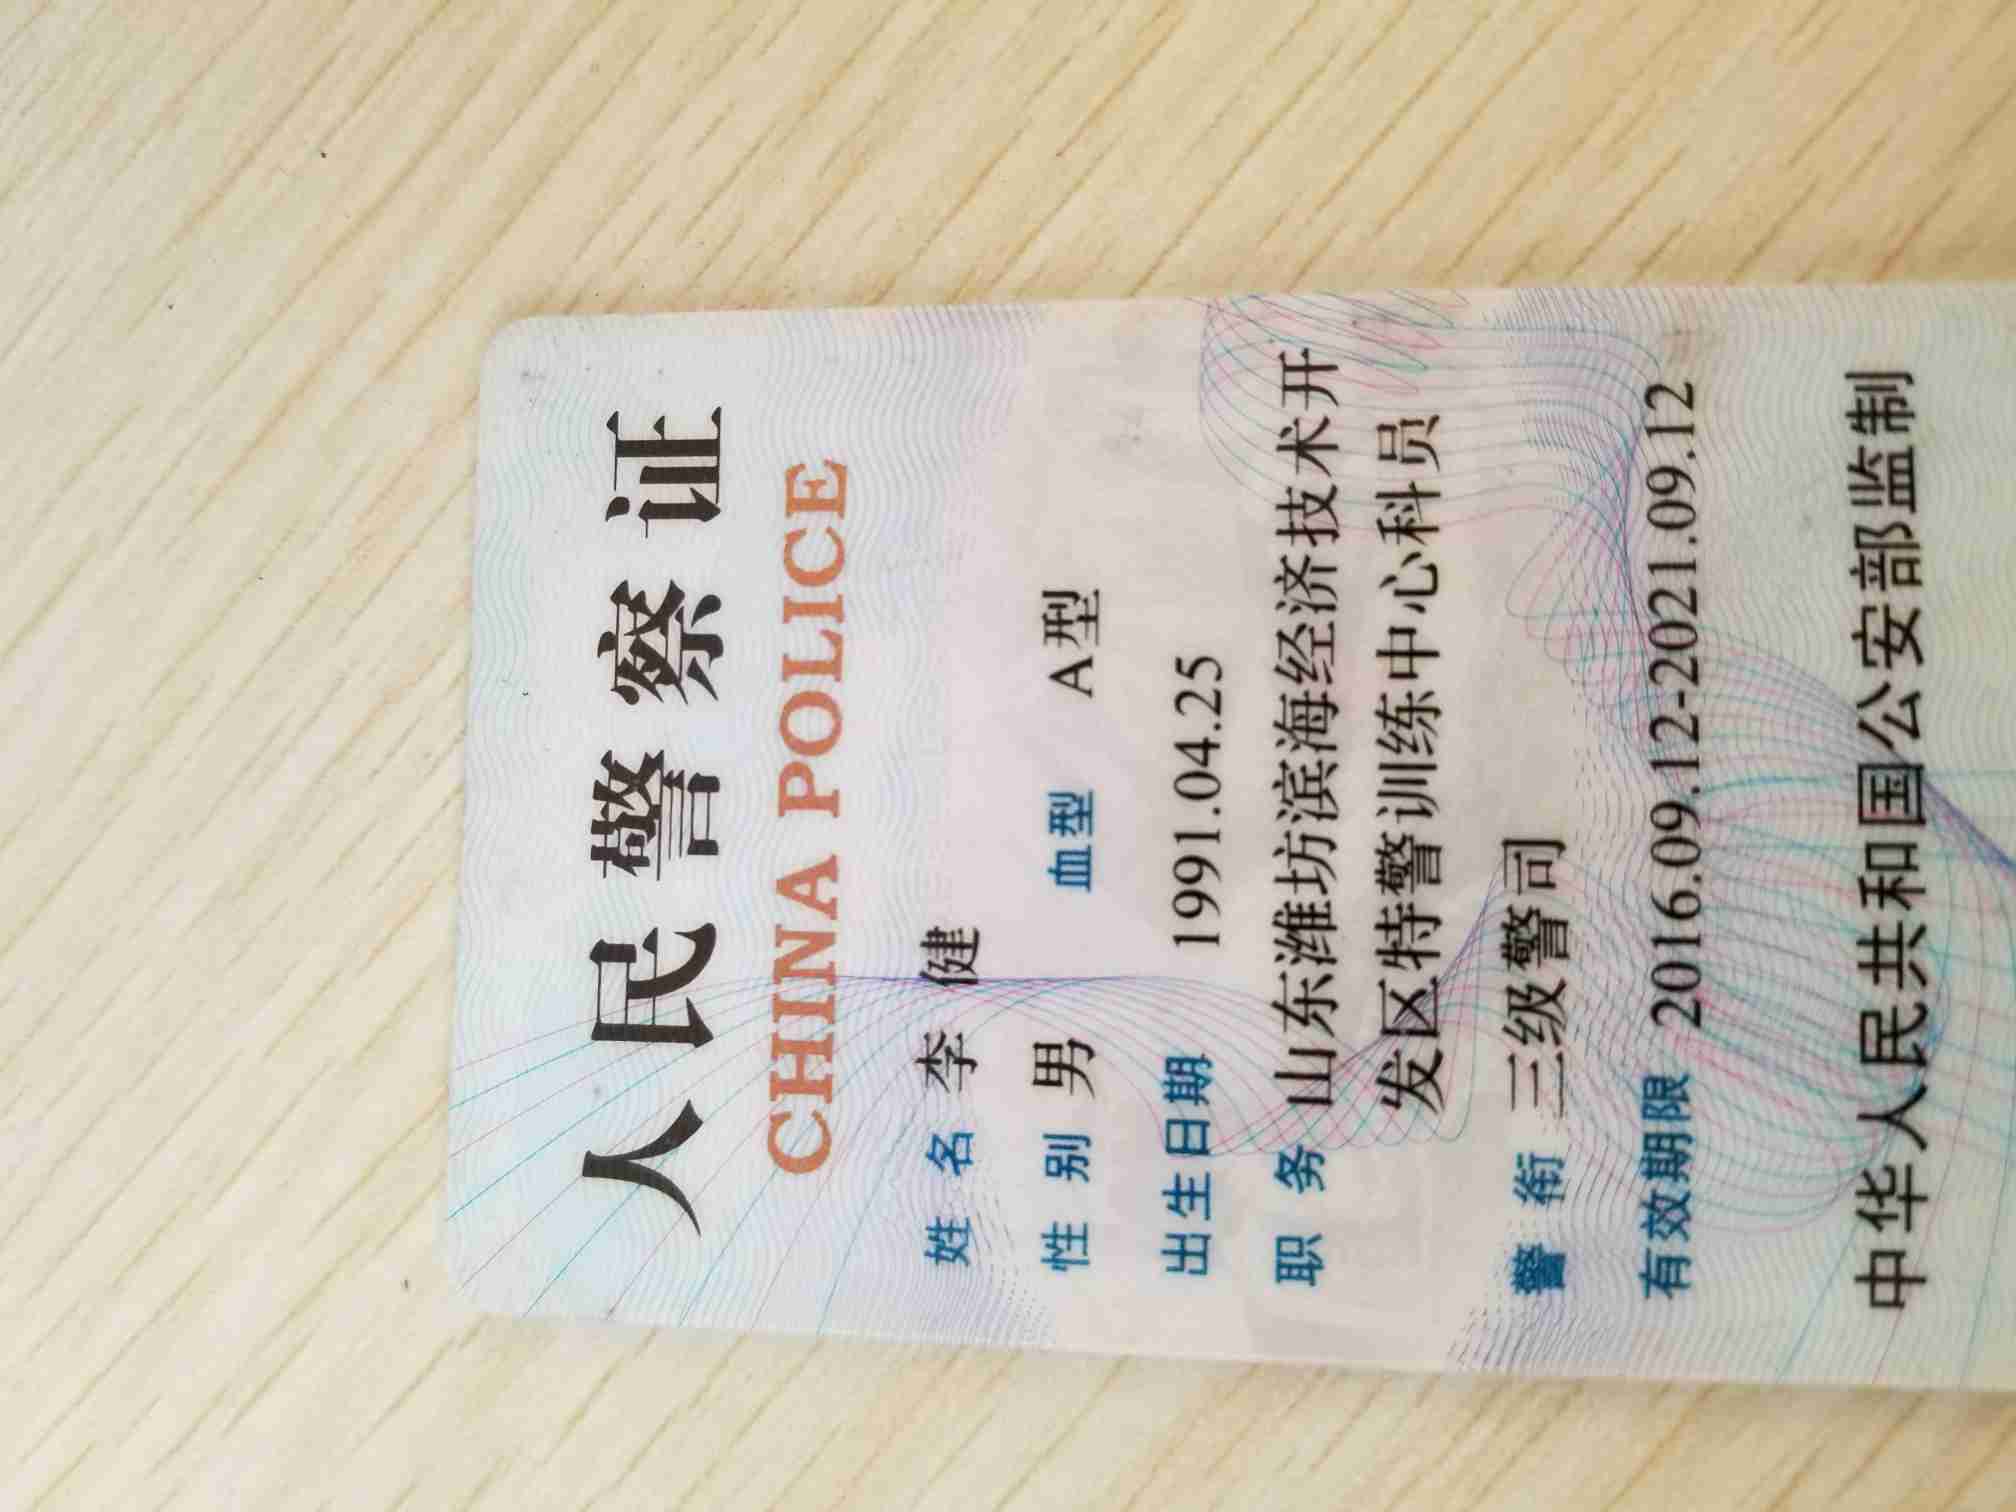 人民警察证
CHINA POLICE
姓 名 李 健
性 别 男 血型 A型
出生日期 1991.04.25
职 务 山东潍坊滨海经济技术开
发区特警训练中心科员
警 衔 三级警司
有效期限 2016.09.12-2021.09.12
中华人民共和国公安部监制